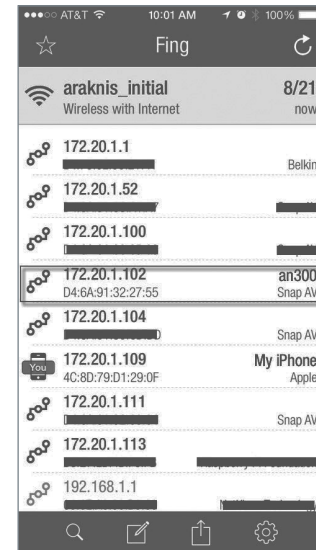 AT&T 10:01 AM 100%
Fing
araknis_initial 8/21
Wireless with Internet now
172.20.1.1
Belkin
172.20.1.52
172.20.1.100
172.20.1.102 an300
D4:6A:91:32:27:55 Snap AV
172.20.1.104
Snap AV
You 172.20.1.109 My iPhone
4C:8D:79:D1:29:0F Apple
172.20.1.111
Snap AV
172.20.1.113
192.168.1.1